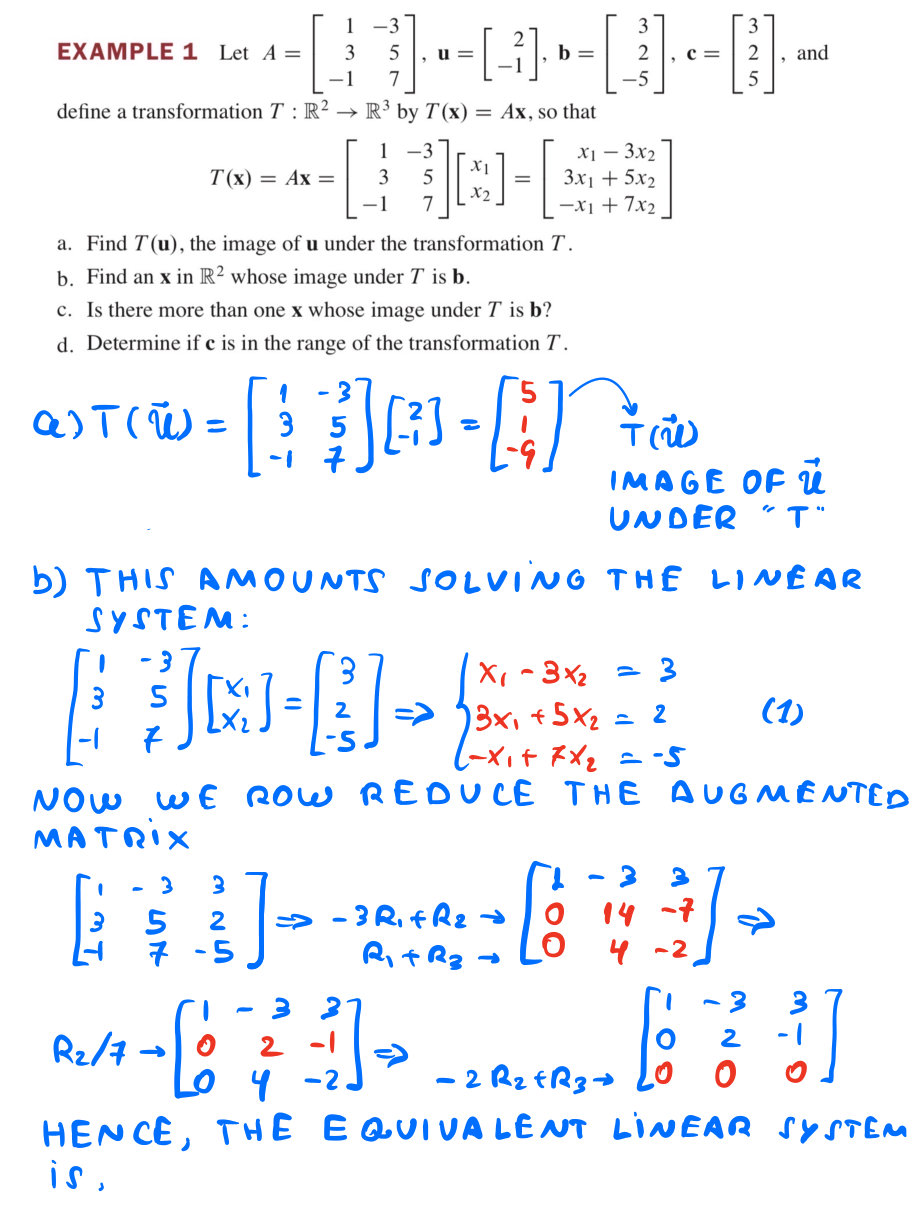 EXAMPLE 1 Let A = [ 1 −3 ; 3 5 ; −1 7 ], u = [ 2 ; −1 ], b = [ 3 ; 2 ; −5 ], c = [ 3 ; 2 ; 5 ], and
define a transformation T : ℝ² → ℝ³ by T(x) = Ax, so that
T(x) = Ax = [ 1 −3 ; 3 5 ; −1 7 ] [ x₁ ; x₂ ] = [ x₁ − 3x₂ ; 3x₁ + 5x₂ ; −x₁ + 7x₂ ]
a. Find T(u), the image of u under the transformation T.
b. Find an x in ℝ² whose image under T is b.
c. Is there more than one x whose image under T is b?
d. Determine if c is in the range of the transformation T.
a) T(u⃗) = [ 1 -3 ; 3 5 ; -1 7 ] [ 2 ; -1 ] = [ 5 ; 1 ; -9 ] → T(u⃗)
IMAGE OF u⃗
UNDER "T"
b) THIS AMOUNTS SOLVING THE LINEAR
SYSTEM:
[ 1 -3 ; 3 5 ; -1 7 ] [ x₁ ; x₂ ] = [ 3 ; 2 ; -5 ] ⇒ { x₁ - 3x₂ = 3 ; 3x₁ + 5x₂ = 2 ; -x₁ + 7x₂ = -5 (1)
NOW WE ROW REDUCE THE AUGMENTED
MATRIX
[ 1 -3 3 ; 3 5 2 ; -1 7 -5 ] ⇒ -3R₁+R₂ → R₁+R₃ → [ 1 -3 3 ; 0 14 -7 ; 0 4 -2 ] ⇒
R₂/7 → [ 1 -3 3 ; 0 2 -1 ; 0 4 -2 ] ⇒ -2R₂+R₃ → [ 1 -3 3 ; 0 2 -1 ; 0 0 0 ]
HENCE, THE EQUIVALENT LINEAR SYSTEM
is,